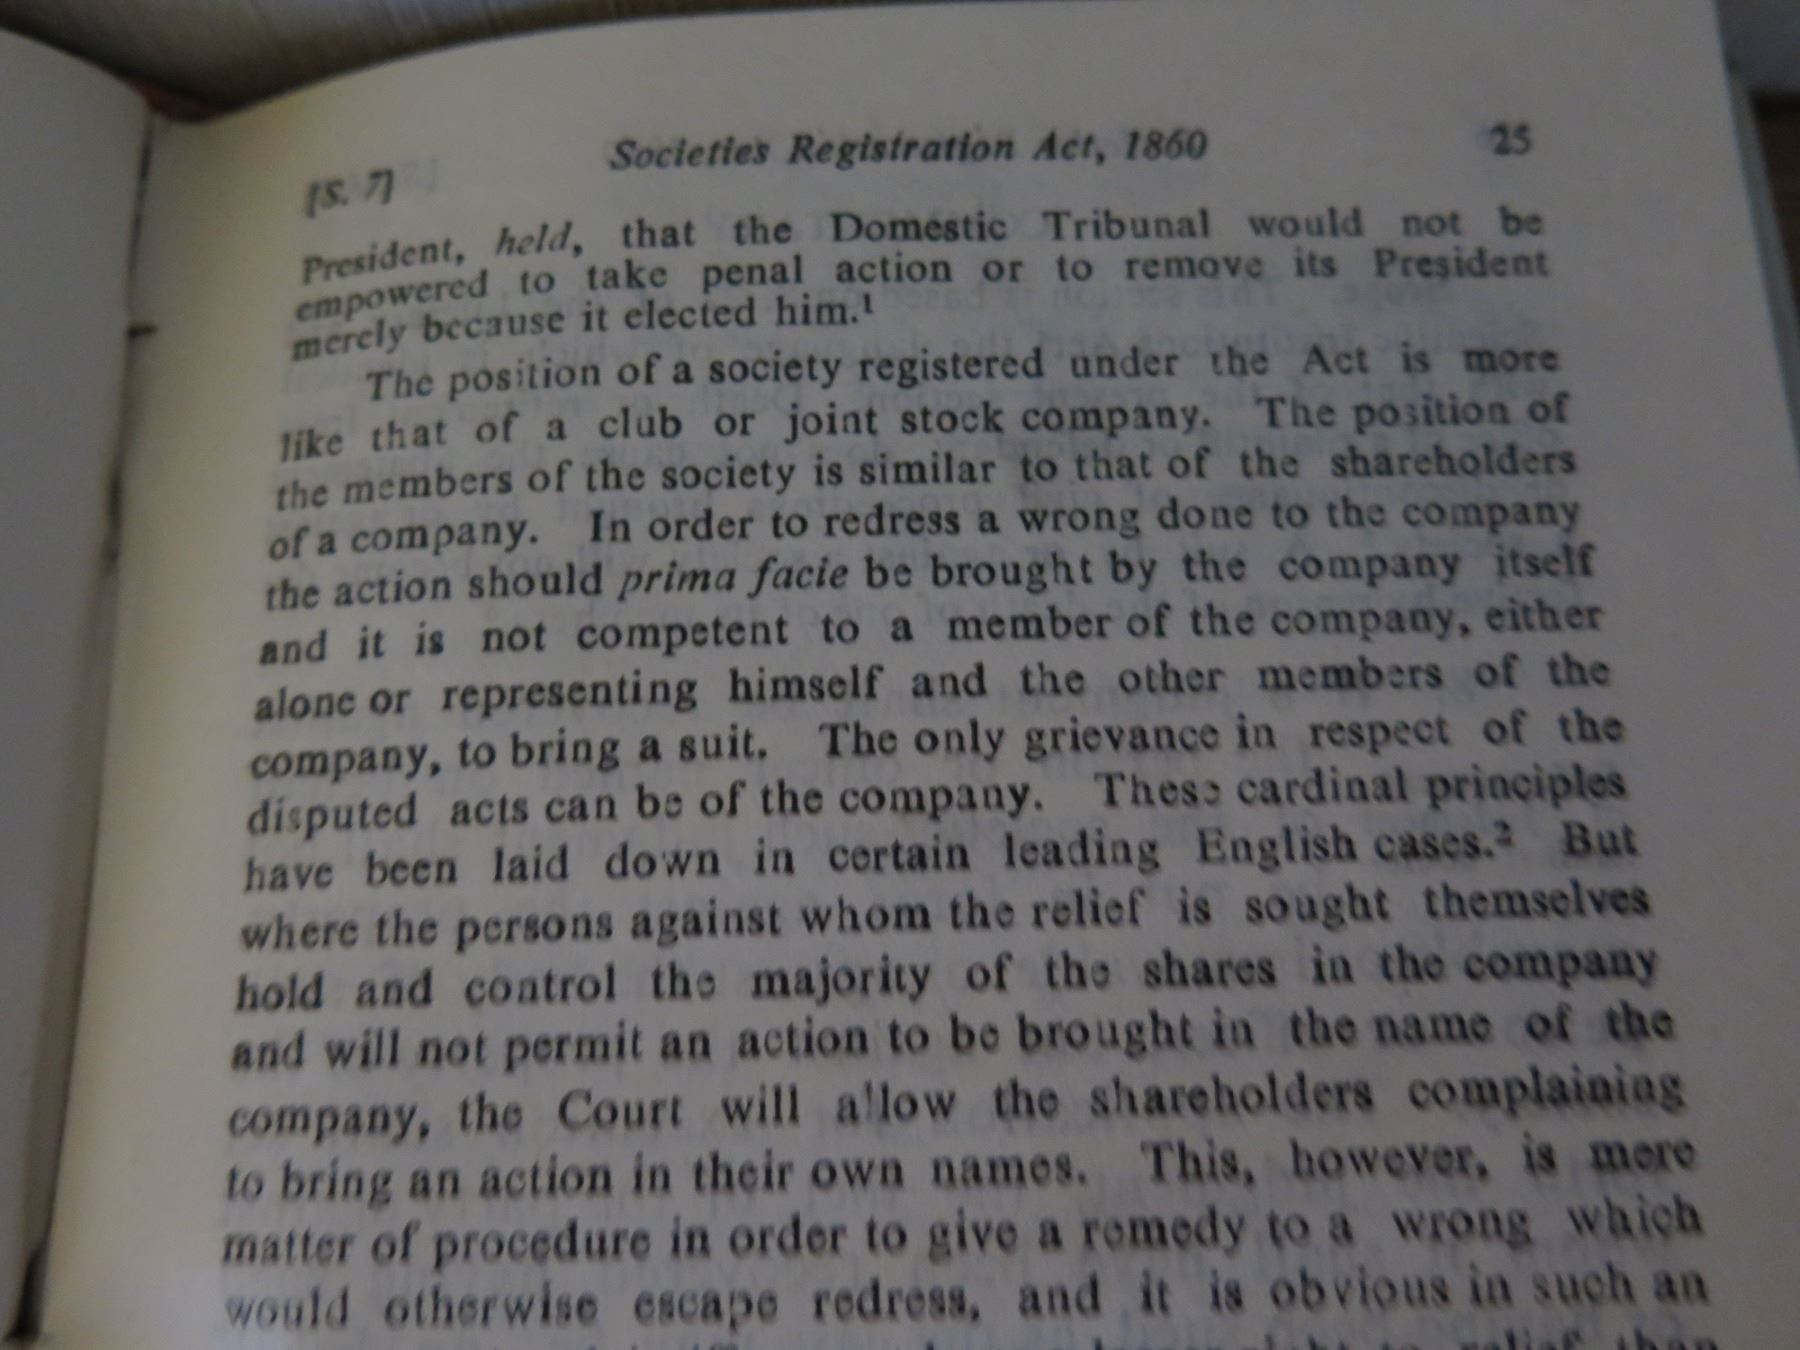 Societies Registration Act, 1860 25
[S. 7]
President, held, that the Domestic Tribunal would not be
empowered to take penal action or to remove its President
merely because it elected him.¹
The position of a society registered under the Act is more
like that of a club or joint stock company. The position of
the members of the society is similar to that of the shareholders
of a company. In order to redress a wrong done to the company
the action should prima facie be brought by the company itself
and it is not competent to a member of the company, either
alone or representing himself and the other members of the
company, to bring a suit. The only grievance in respect of the
disputed acts can be of the company. These cardinal principles
have been laid down in certain leading English cases.² But
where the persons against whom the relief is sought themselves
hold and control the majority of the shares in the company
and will not permit an action to be brought in the name of the
company, the Court will allow the shareholders complaining
to bring an action in their own names. This, however, is mere
matter of procedure in order to give a remedy to a wrong which
would otherwise escape redress, and it is obvious in such an
right to relief than